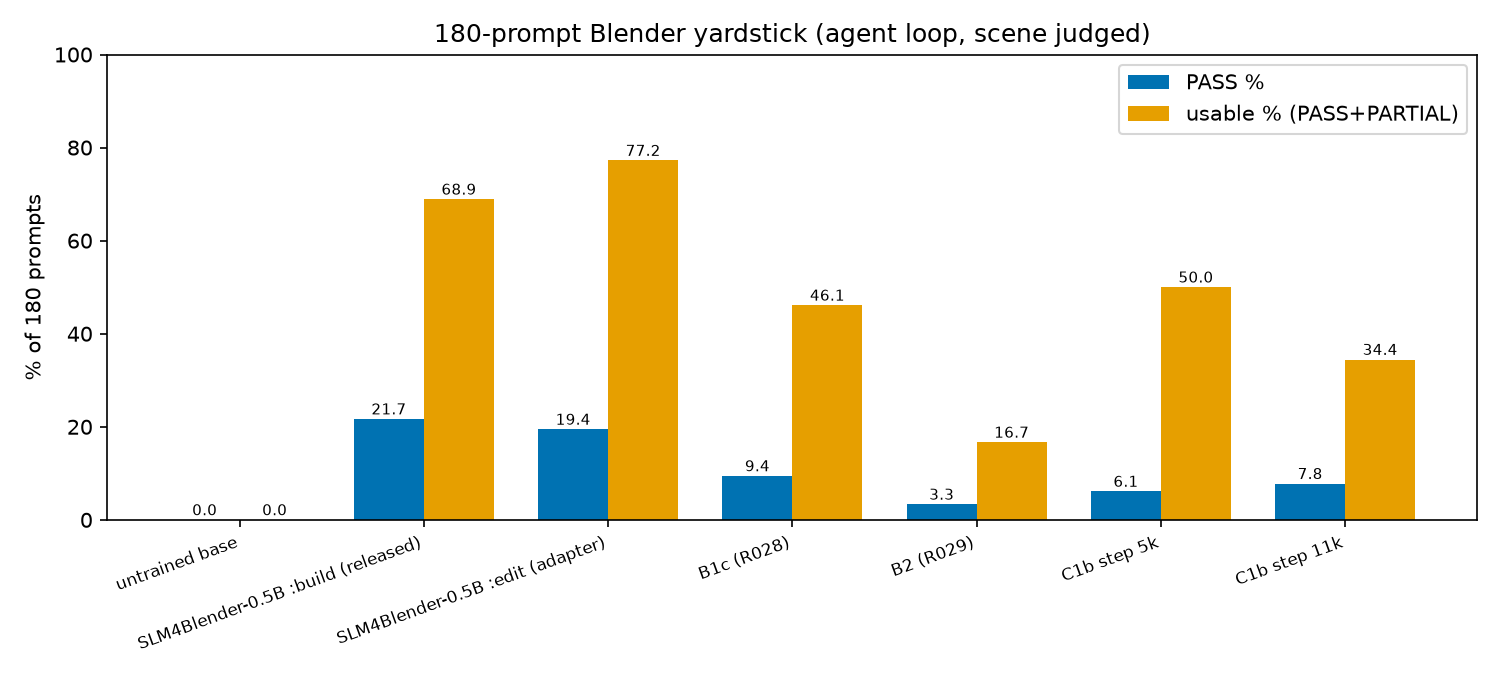 180-prompt Blender yardstick (agent loop, scene judged)
PASS %
usable % (PASS+PARTIAL)
% of 180 prompts
100
80
60
40
20
0
0.0
0.0
21.7
68.9
19.4
77.2
9.4
46.1
3.3
16.7
6.1
50.0
7.8
34.4
untrained base
SLM4Blender-0.5B :build (released)
SLM4Blender-0.5B :edit (adapter)
B1c (R028)
B2 (R029)
C1b step 5k
C1b step 11k